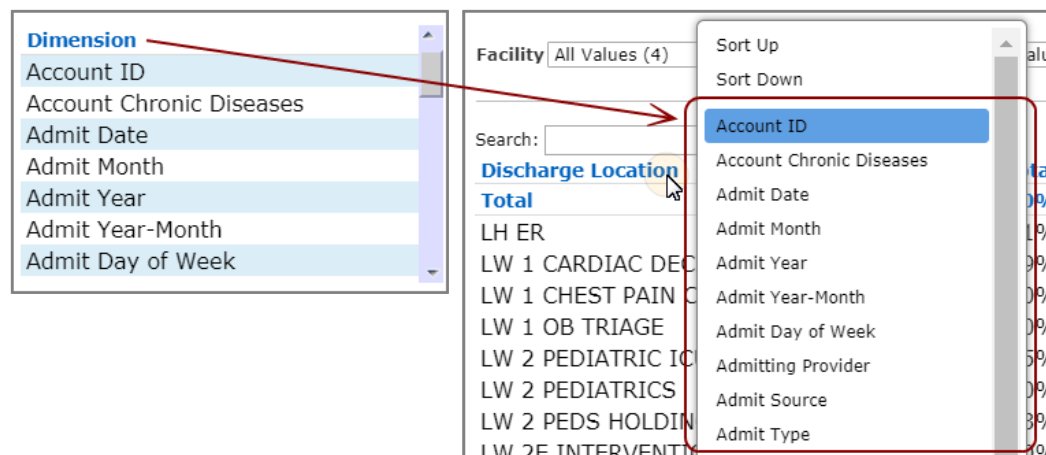 Dimension
Account ID
Account Chronic Diseases
Admit Date
Admit Month
Admit Year
Admit Year-Month
Admit Day of Week
Facility All Values (4)
Search:
Discharge Location
Total
LH ER
LW 1 CARDIAC DEC
LW 1 CHEST PAIN
LW 1 OB TRIAGE
LW 2 PEDIATRIC
LW 2 PEDIATRICS
LW 2 PEDS HOLDIN
Sort Up
Sort Down
Account ID
Account Chronic Diseases
Admit Date
Admit Month
Admit Year
Admit Year-Month
Admit Day of Week
Admitting Provider
Admit Source
Admit Type